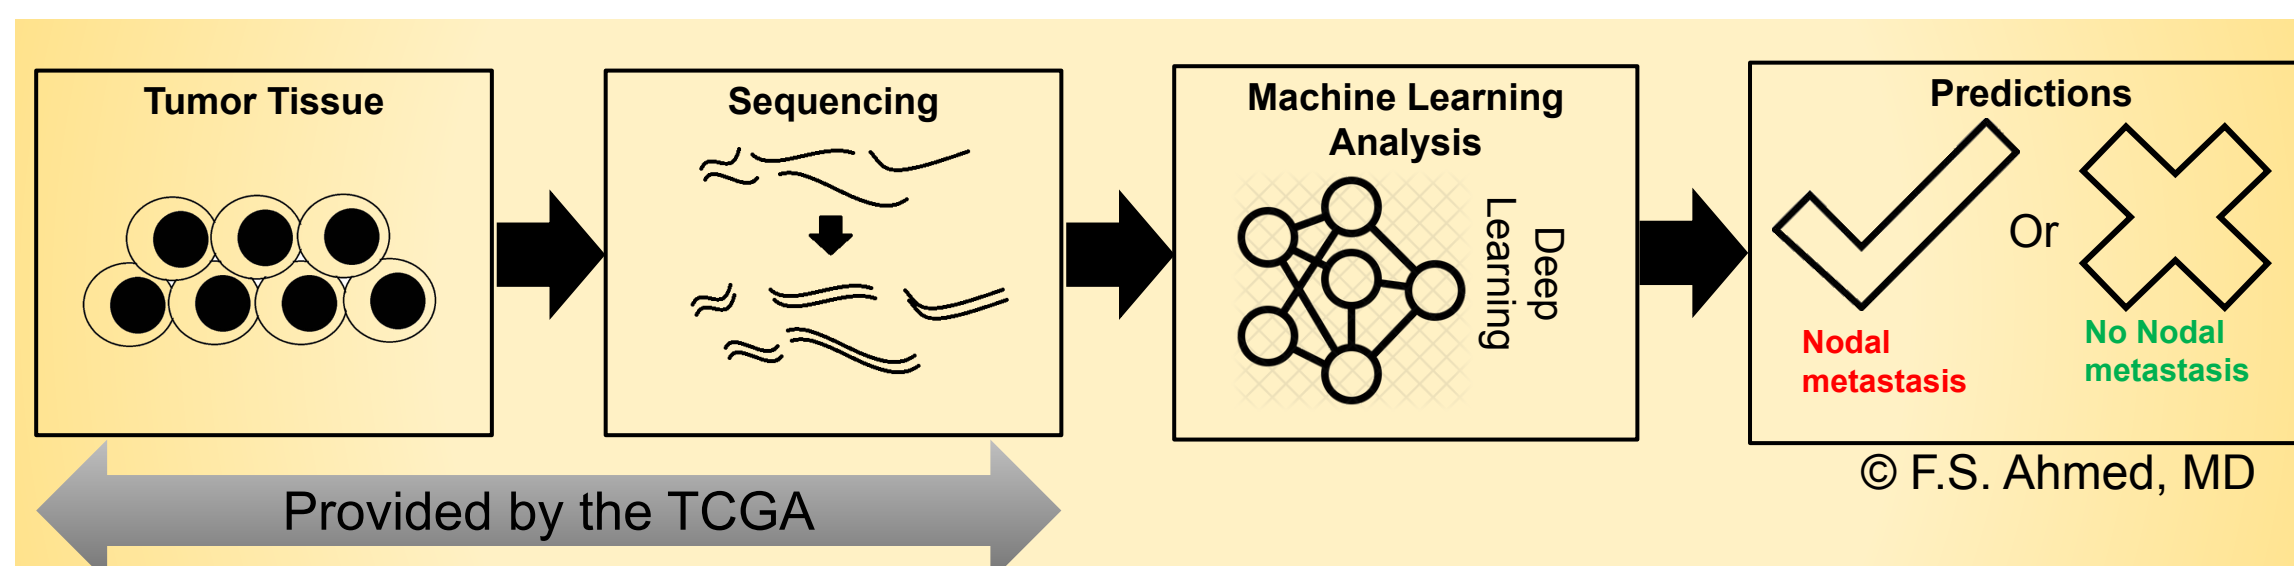 Tumor Tissue
Sequencing
Machine Learning
Analysis
Deep
Learning
Predictions
Or
Nodal
metastasis
No Nodal
metastasis
Provided by the TCGA
© F.S. Ahmed, MD